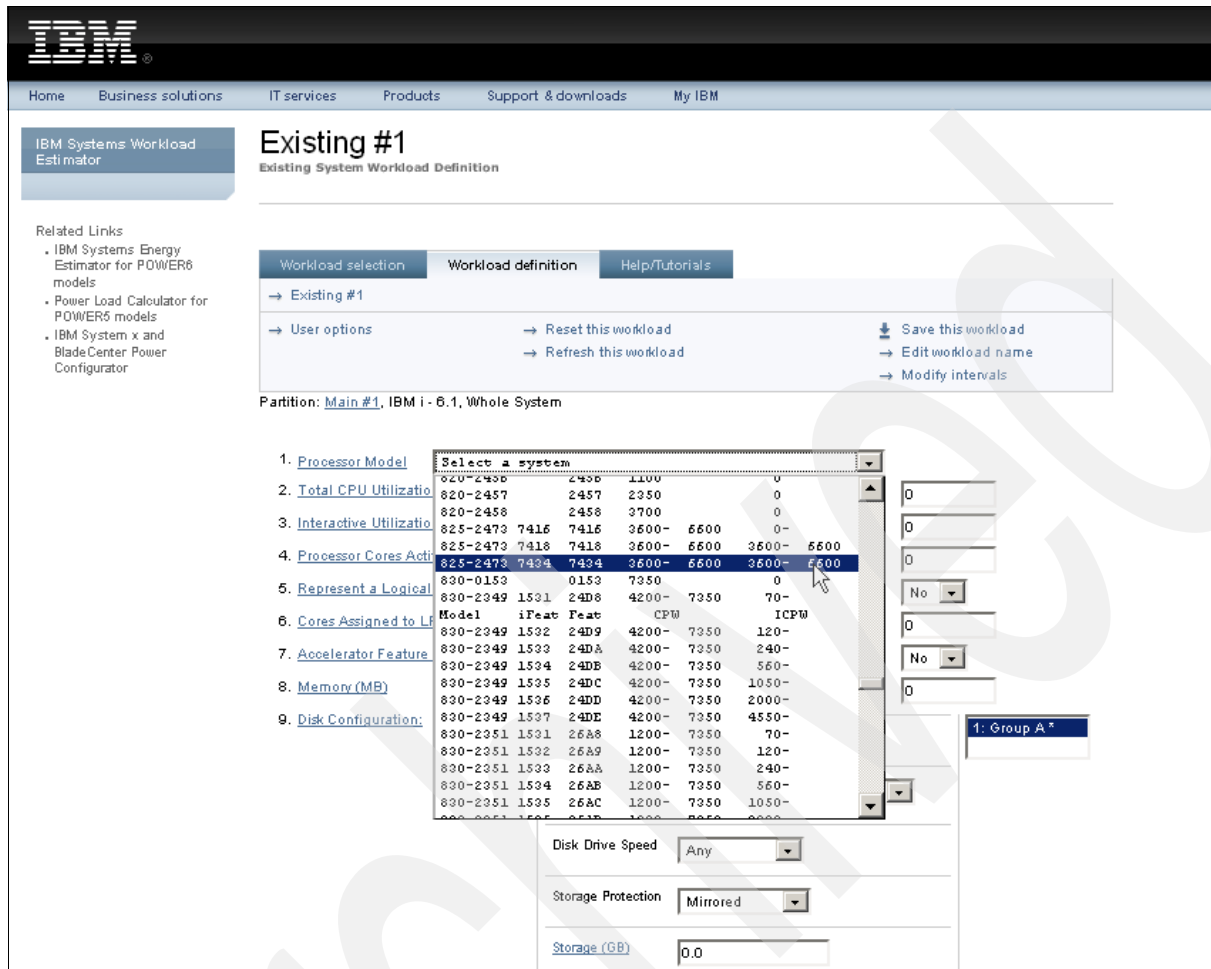 IBM ®
Home Business solutions IT services Products Support & downloads My IBM
IBM Systems Workload
Estimator
Existing #1
Existing System Workload Definition
Related Links
. IBM Systems Energy
Estimator for POWER6
models
. Power Load Calculator for
POWER5 models
. IBM System x and
BladeCenter Power
Configurator
Workload selection Workload definition Help/Tutorials
→ Existing #1
→ User options → Reset this workload Save this workload
→ Refresh this workload → Edit workload name
→ Modify intervals
Partition: Main #1, IBM i - 6.1, Whole System
1. Processor Model Select a system
2. Total CPU Utilizatio 0
3. Interactive Utilizatio 0
4. Processor Cores Acti 0
5. Represent a Logical No
6. Cores Assigned to LP 0
7. Accelerator Feature No
8. Memory (MB) 0
9. Disk Configuration:
820-2457 2457 2350 0
820-2458 2458 3700 0
825-2473 7416 7416 3600- 6600 0-
825-2473 7418 7418 3600- 6600 3600- 6600
825-2473 7434 7434 3600- 6600 3600- 6600
830-0153 0153 7350 0
830-2349 1531 24D8 4200- 7350 70-
Model iFeat Feat CPW ICPW
830-2349 1532 24D9 4200- 7350 120-
830-2349 1533 24DA 4200- 7350 240-
830-2349 1534 24DB 4200- 7350 560-
830-2349 1535 24DC 4200- 7350 1050-
830-2349 1536 24DD 4200- 7350 2000-
830-2349 1537 24DE 4200- 7350 4550-
830-2351 1531 26A8 1200- 7350 70-
830-2351 1532 26A9 1200- 7350 120-
830-2351 1533 26AA 1200- 7350 240-
830-2351 1534 26AB 1200- 7350 560-
830-2351 1535 26AC 1200- 7350 1050-
1: Group A *
Disk Drive Speed Any
Storage Protection Mirrored
Storage (GB) 0.0